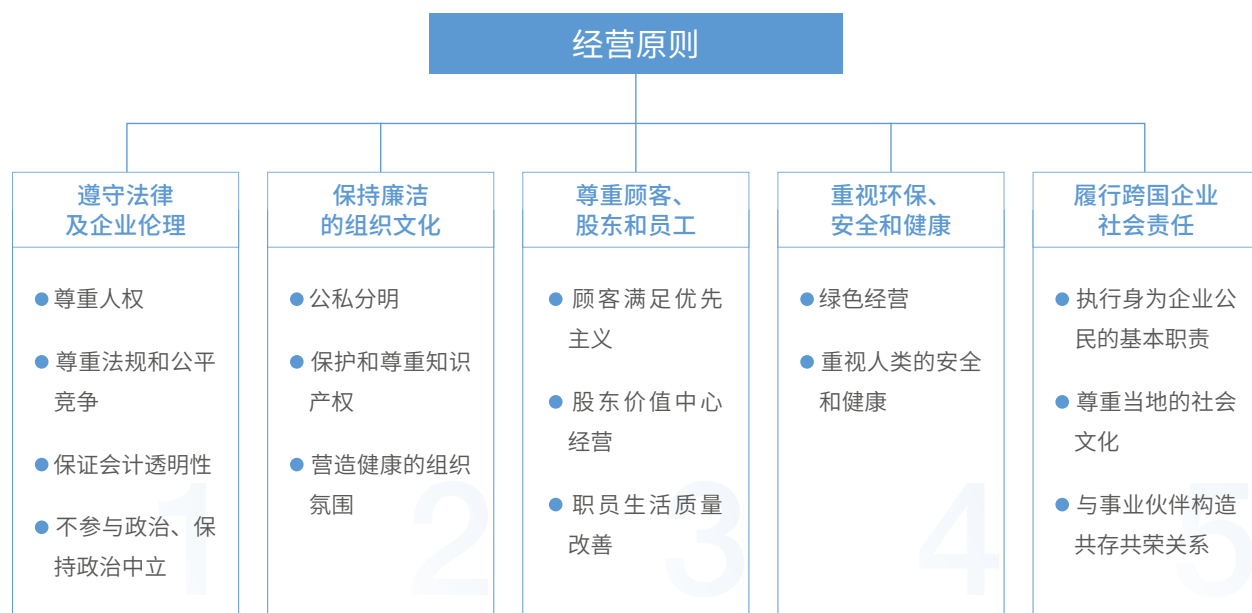 经营原则
遵守法律
及企业伦理
尊重人权
尊重法规和公平
竞争
保证会计透明性
不参与政治、保
持政治中立
1
保持廉洁
的组织文化
公私分明
保护和尊重知识
产权
营造健康的组织
氛围
2
尊重顾客、
股东和员工
顾客满足优先
主义
股东价值中心
经营
职员生活质量
改善
3
重视环保、
安全和健康
绿色经营
重视人类的安全
和健康
4
履行跨国企业
社会责任
执行身为企业公
民的基本职责
尊重当地的社会
文化
与事业伙伴构造
共存共荣关系
5